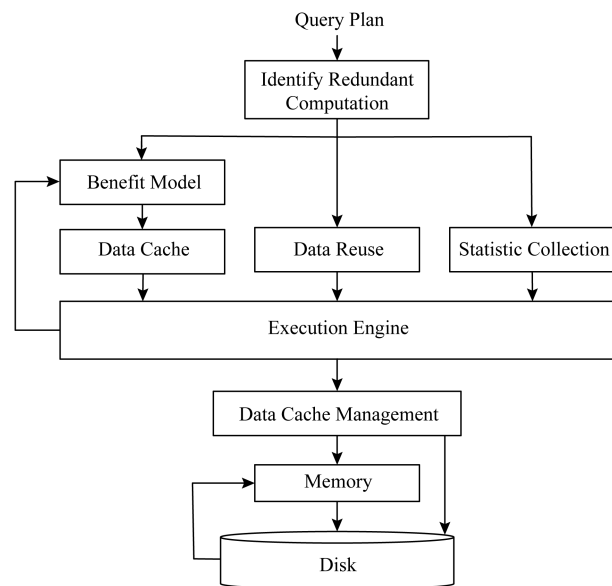 Query Plan
Identify Redundant
Computation
Benefit Model
Data Cache
Data Reuse
Statistic Collection
Execution Engine
Data Cache Management
Memory
Disk